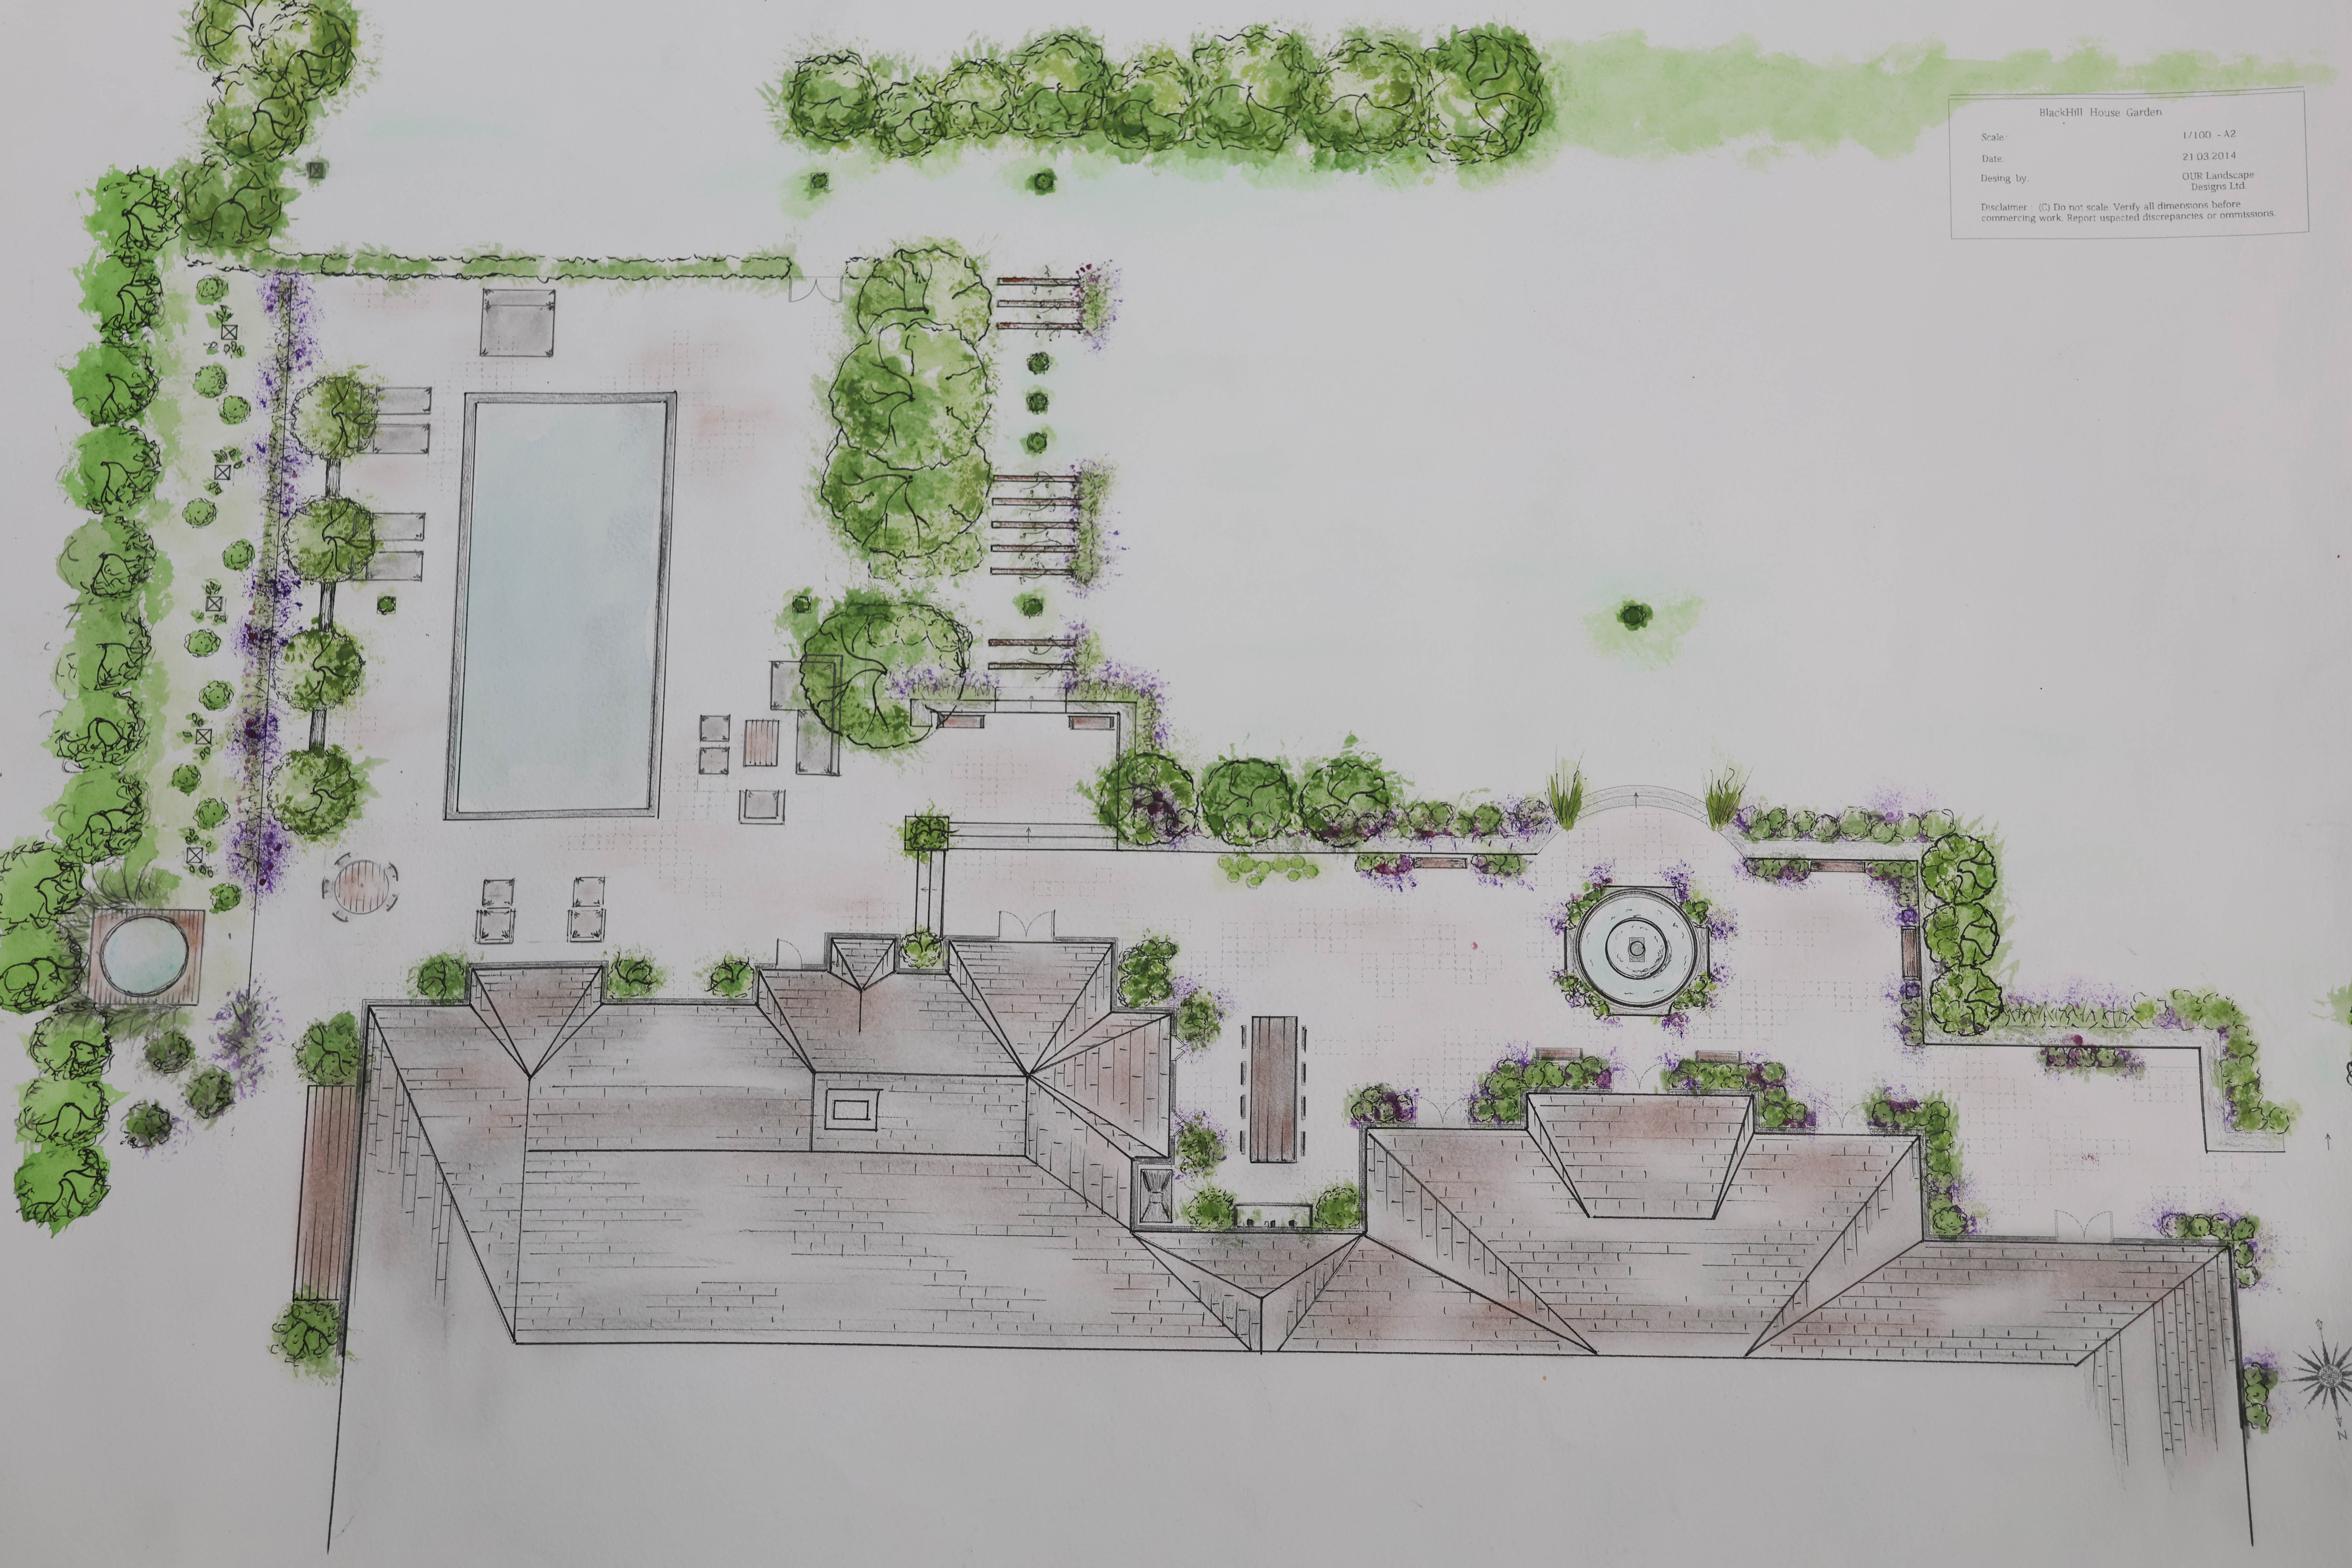 BlackHill House Garden
Scale: 1/100 - A2
Date: 21.03.2014
Desing by: OUR Landscape
Designs Ltd.
Disclaimer : (C) Do not scale. Verify all dimensions before
commercing work. Report uspected discrepancies or ommissions.
N